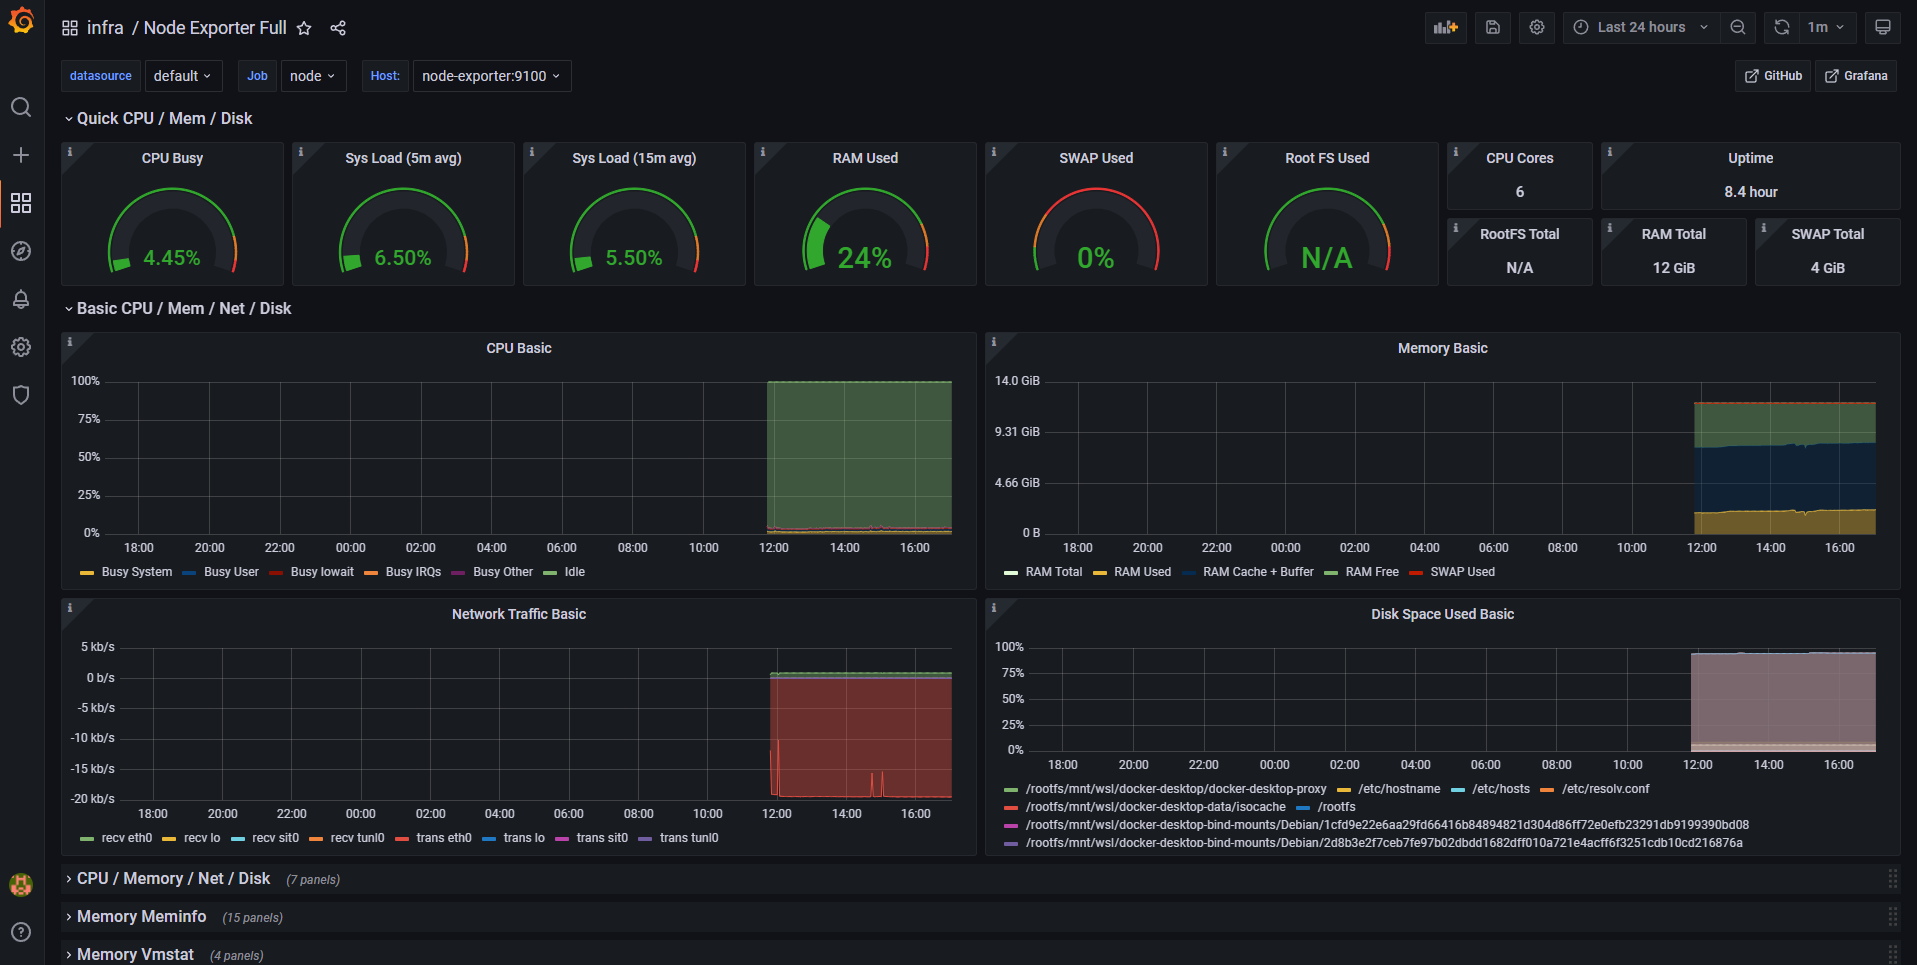 infra / Node Exporter Full
Last 24 hours
1m
datasource default Job node Host: node-exporter:9100
GitHub Grafana
Quick CPU / Mem / Disk
CPU Busy
4.45%
Sys Load (5m avg)
6.50%
Sys Load (15m avg)
5.50%
RAM Used
24%
SWAP Used
0%
Root FS Used
N/A
CPU Cores
6
Uptime
8.4 hour
RootFS Total
N/A
RAM Total
12 GiB
SWAP Total
4 GiB
Basic CPU / Mem / Net / Disk
CPU Basic
100%
75%
50%
25%
0%
18:00 20:00 22:00 00:00 02:00 04:00 06:00 08:00 10:00 12:00 14:00 16:00
Busy System Busy User Busy Iowait Busy IRQs Busy Other Idle
Memory Basic
14.0 GiB
9.31 GiB
4.66 GiB
0 B
18:00 20:00 22:00 00:00 02:00 04:00 06:00 08:00 10:00 12:00 14:00 16:00
RAM Total RAM Used RAM Cache + Buffer RAM Free SWAP Used
Network Traffic Basic
5 kb/s
0 b/s
-5 kb/s
-10 kb/s
-15 kb/s
-20 kb/s
18:00 20:00 22:00 00:00 02:00 04:00 06:00 08:00 10:00 12:00 14:00 16:00
recv eth0 recv lo recv sit0 recv tunl0 trans eth0 trans lo trans sit0 trans tunl0
Disk Space Used Basic
100%
75%
50%
25%
0%
18:00 20:00 22:00 00:00 02:00 04:00 06:00 08:00 10:00 12:00 14:00 16:00
/rootfs/mnt/wsl/docker-desktop/docker-desktop-proxy /etc/hostname /etc/hosts /etc/resolv.conf
/rootfs/mnt/wsl/docker-desktop-data/isocache /rootfs
/rootfs/mnt/wsl/docker-desktop-bind-mounts/Debian/1cfd9e22e6aa29fd66416b84894821d304d86ff72e0efb23291db9199390bd08
/rootfs/mnt/wsl/docker-desktop-bind-mounts/Debian/2d8b3e2f7ceb7fe97b02dbdd1682dff010a721e4acff6f3251cdb10cd216876a
CPU / Memory / Net / Disk (7 panels)
Memory Meminfo (15 panels)
Memory Vmstat (4 panels)